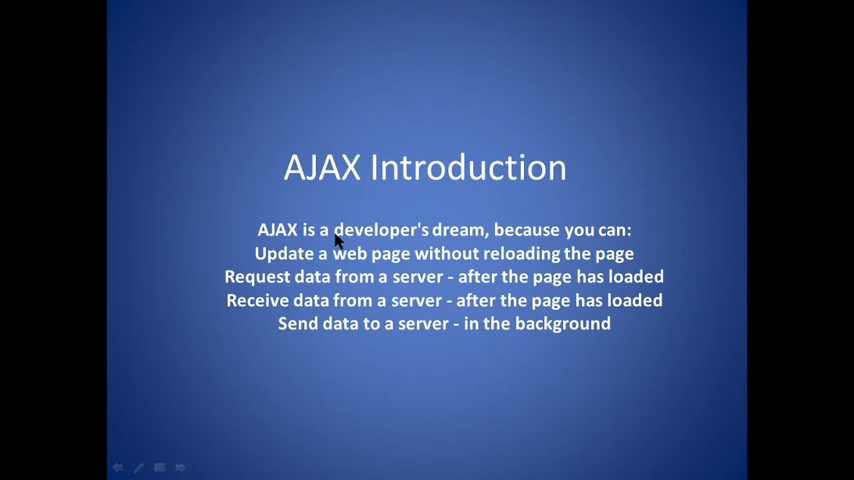 AJAX Introduction
AJAX is a developer's dream, because you can:
Update a web page without reloading the page
Request data from a server - after the page has loaded
Receive data from a server - after the page has loaded
Send data to a server - in the background